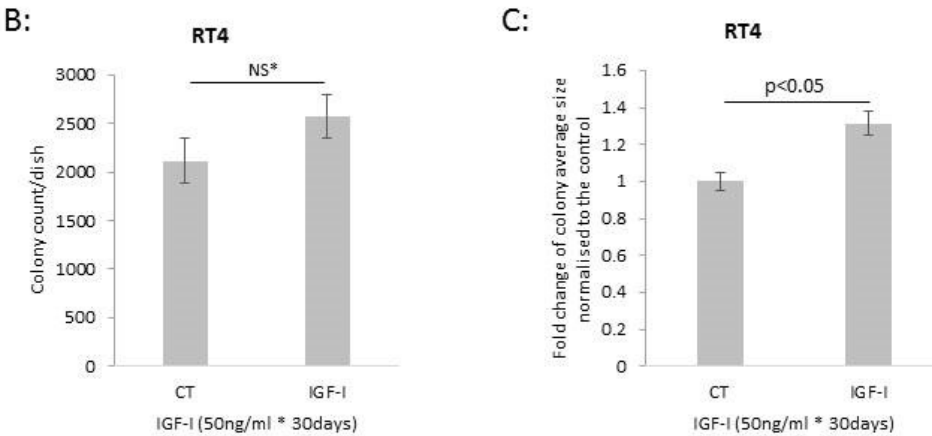 B:
RT4
NS*
3000
2500
2000
1500
1000
500
0
Colony count/dish
CT IGF-I
IGF-I (50ng/ml * 30days)
C:
RT4
p<0.05
1.6
1.4
1.2
1
0.8
0.6
0.4
0.2
0
Fold change of colony average size
normalised to the control
CT IGF-I
IGF-I (50ng/ml * 30days)